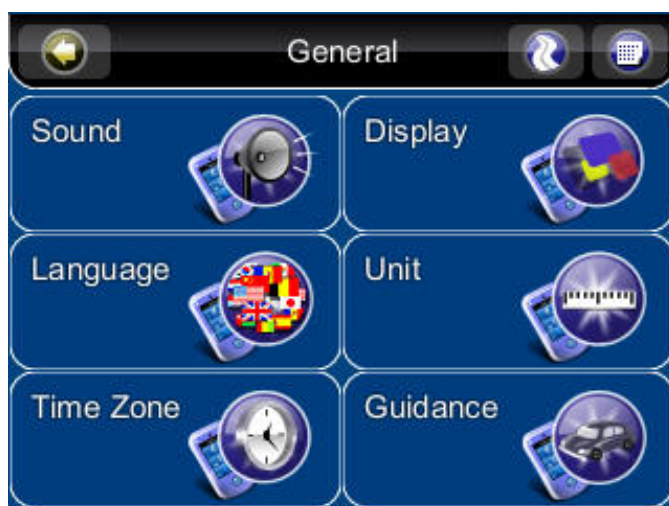 General
Sound
Display
Language
Unit
Time Zone
Guidance